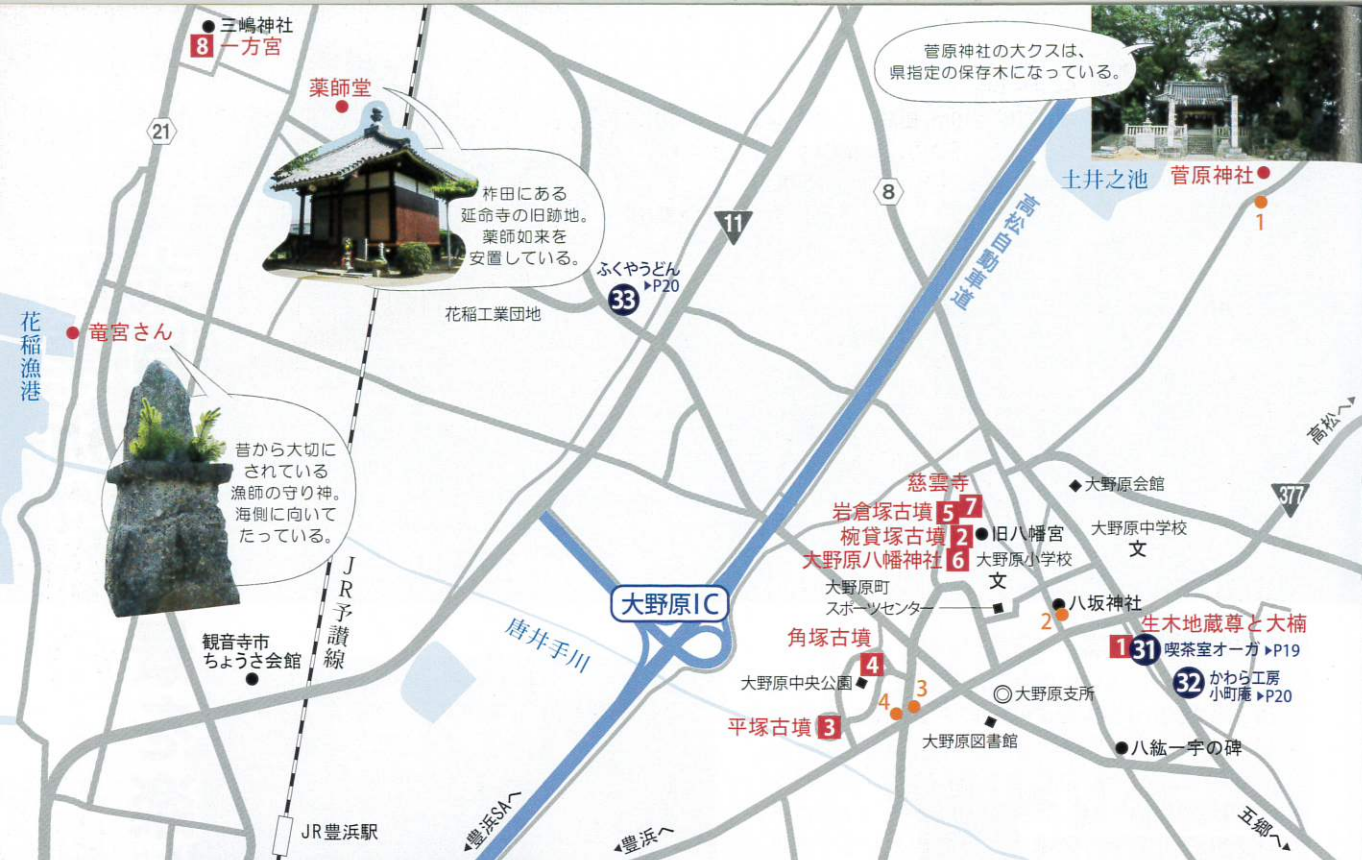 三嶋神社
8 一方宮
21
薬師堂
柞田にある
延命寺の旧跡地。
薬師如来を
安置している。
菅原神社の大クスは、
県指定の保存木になっている。
土井之池
菅原神社
1
8
高松自動車道
11
ふくやうどん
▶P20
33
花稲工業団地
花稲漁港
竜宮さん
昔から大切に
されている
漁師の守り神。
海側に向いて
たっている。
JR予讃線
観音寺市
ちょうさ会館
JR豊浜駅
大野原IC
唐井手川
◀豊浜SAへ
◀豊浜へ
高松へ▶
377
慈雲寺 7
岩倉塚古墳 5
椀貸塚古墳 2
旧八幡宮
大野原八幡神社 6
大野原会館
大野原中学校
文
大野原小学校
文
大野原町
スポーツセンター
八坂神社
2
生木地蔵尊と大楠
1
31 喫茶室オーガ ▶P19
32 かわら工房
小町庵 ▶P20
角塚古墳
4
大野原中央公園
平塚古墳 3
4
3
大野原支所
大野原図書館
八紘一宇の碑
五郷へ▶